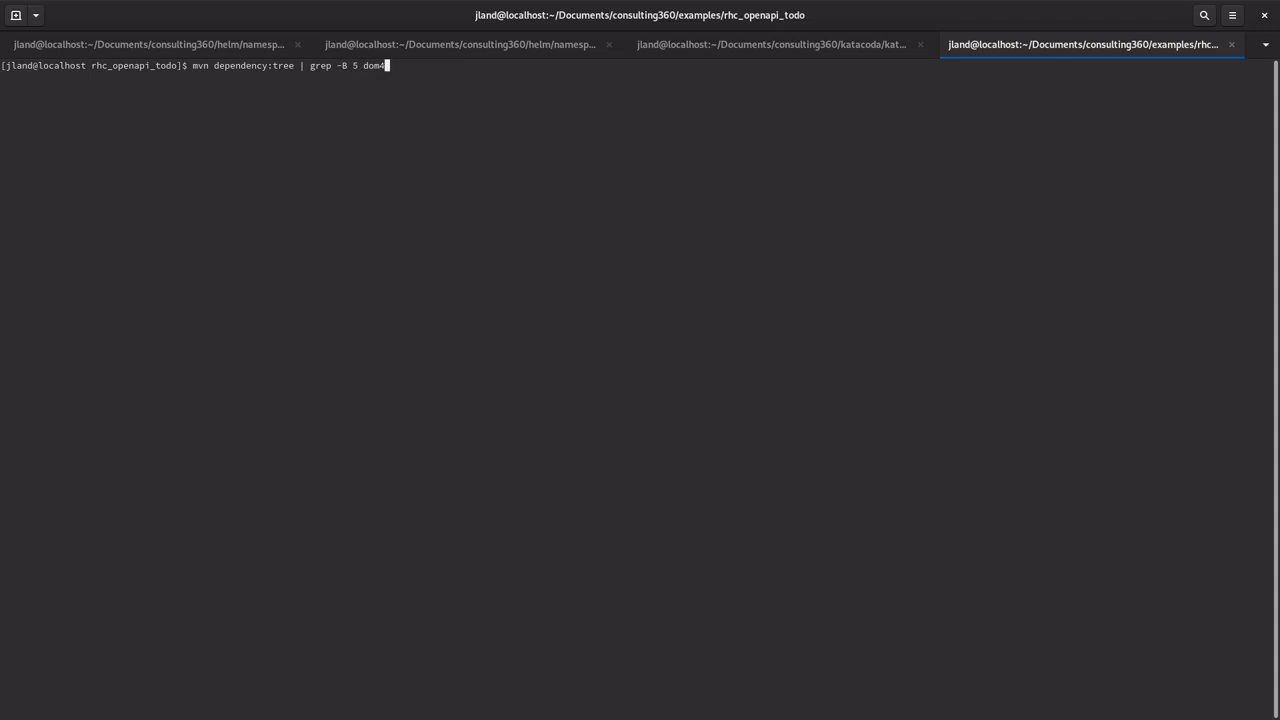 jland@localhost:~/Documents/consulting360/examples/rhc_openapi_todo
jland@localhost:~/Documents/consulting360/helm/namesp...
jland@localhost:~/Documents/consulting360/helm/namesp...
jland@localhost:~/Documents/consulting360/katacoda/kat...
jland@localhost:~/Documents/consulting360/examples/rhc...
[jland@localhost rhc_openapi_todo]$ mvn dependency:tree | grep -B 5 dom4